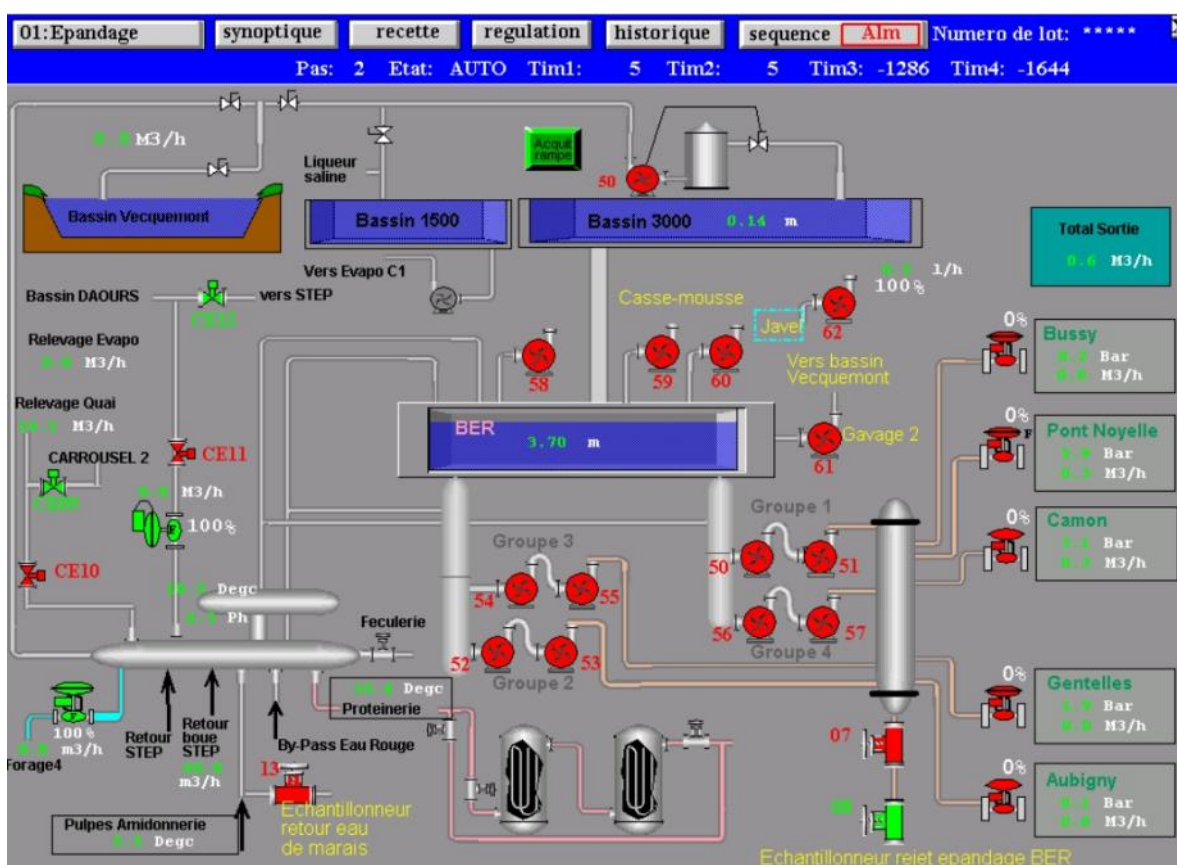 01:Epandage synoptique recette regulation historique sequence Alm Numero de lot: *****
Pas: 2 Etat: AUTO Tim1: 5 Tim2: 5 Tim3: -1286 Tim4: -1644
M3/h
Bassin Vecquemont
Liqueur
saline
Acquit
rampe
50
Bassin 1500
Bassin 3000 0.14 m
Total Sortie
0.6 M3/h
Vers Evapo C1
Bassin DAOURS
vers STEP
Casse-mousse
l/h
100%
Javel
62
Relevage Evapo
M3/h
58
59
60
Vers bassin
Vecquemont
0%
Bussy
Bar
M3/h
Relevage Quai
M3/h
CARROUSEL 2
CE11
BER
3.70 m
Gavage 2
61
0%
F
Pont Noyelle
Bar
M3/h
M3/h
F
100%
CE10
Groupe 1
50
51
Groupe 3
54
55
0%
Camon
Bar
M3/h
Degc
Ph
56
57
Groupe 4
Feculerie
52
53
Groupe 2
Degc
Proteinerie
F
100%
m3/h
Forage4
Retour
STEP
Retour
boue
STEP
m3/h
By-Pass Eau Rouge
13
Echantillonneur
retour eau
de marais
Pulpes Amidonnerie
Degc
0%
Gentelles
Bar
M3/h
07
0%
Aubigny
Bar
M3/h
Echantillonneur rejet epandage BER